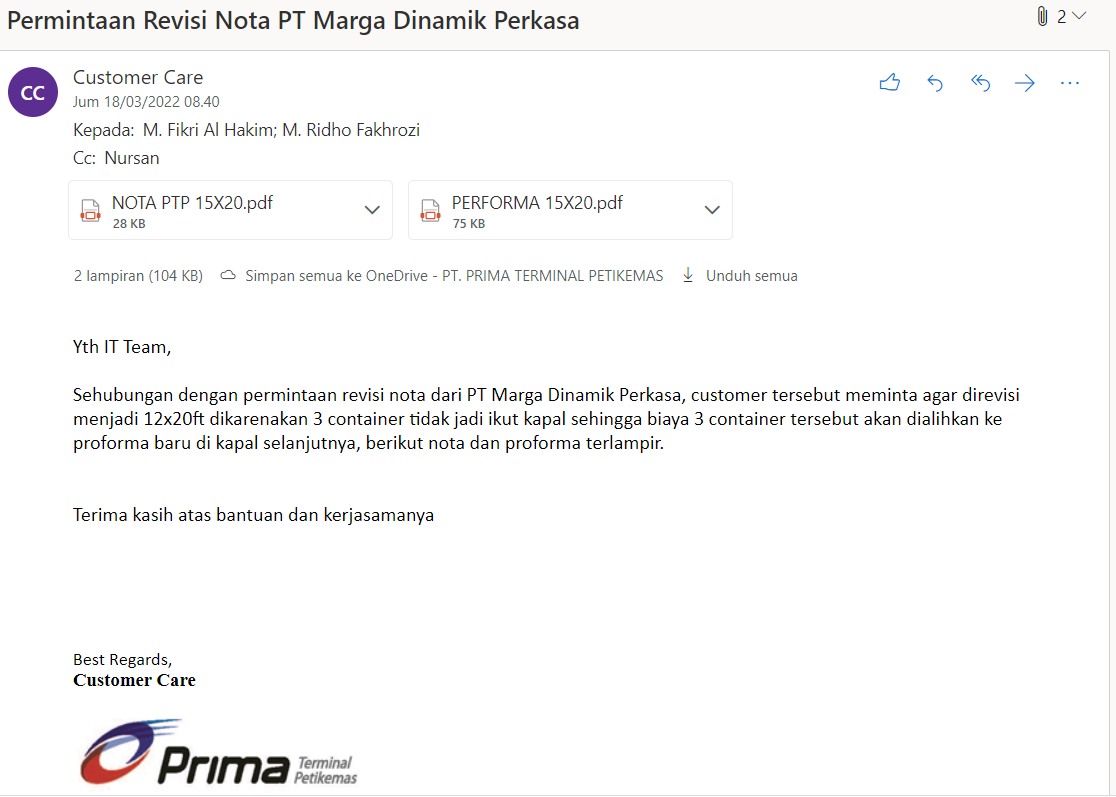 Permintaan Revisi Nota PT Marga Dinamik Perkasa
2
CC
Customer Care
Jum 18/03/2022 08.40
Kepada: M. Fikri Al Hakim; M. Ridho Fakhrozi
Cc: Nursan
NOTA PTP 15X20.pdf
28 KB
PERFORMA 15X20.pdf
75 KB
2 lampiran (104 KB) Simpan semua ke OneDrive - PT. PRIMA TERMINAL PETIKEMAS Unduh semua
Yth IT Team,
Sehubungan dengan permintaan revisi nota dari PT Marga Dinamik Perkasa, customer tersebut meminta agar direvisi
menjadi 12x20ft dikarenakan 3 container tidak jadi ikut kapal sehingga biaya 3 container tersebut akan dialihkan ke
proforma baru di kapal selanjutnya, berikut nota dan proforma terlampir.
Terima kasih atas bantuan dan kerjasamanya
Best Regards,
Customer Care
Prima Terminal
Petikemas